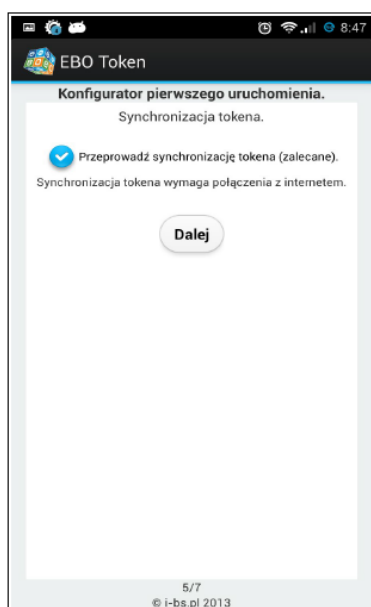 8:47
EBO Token
Konfigurator pierwszego uruchomienia.
Synchronizacja tokena.
Przeprowadź synchronizację tokena (zalecane).
Synchronizacja tokena wymaga połączenia z internetem.
Dalej
5/7
© i-bs.pl 2013